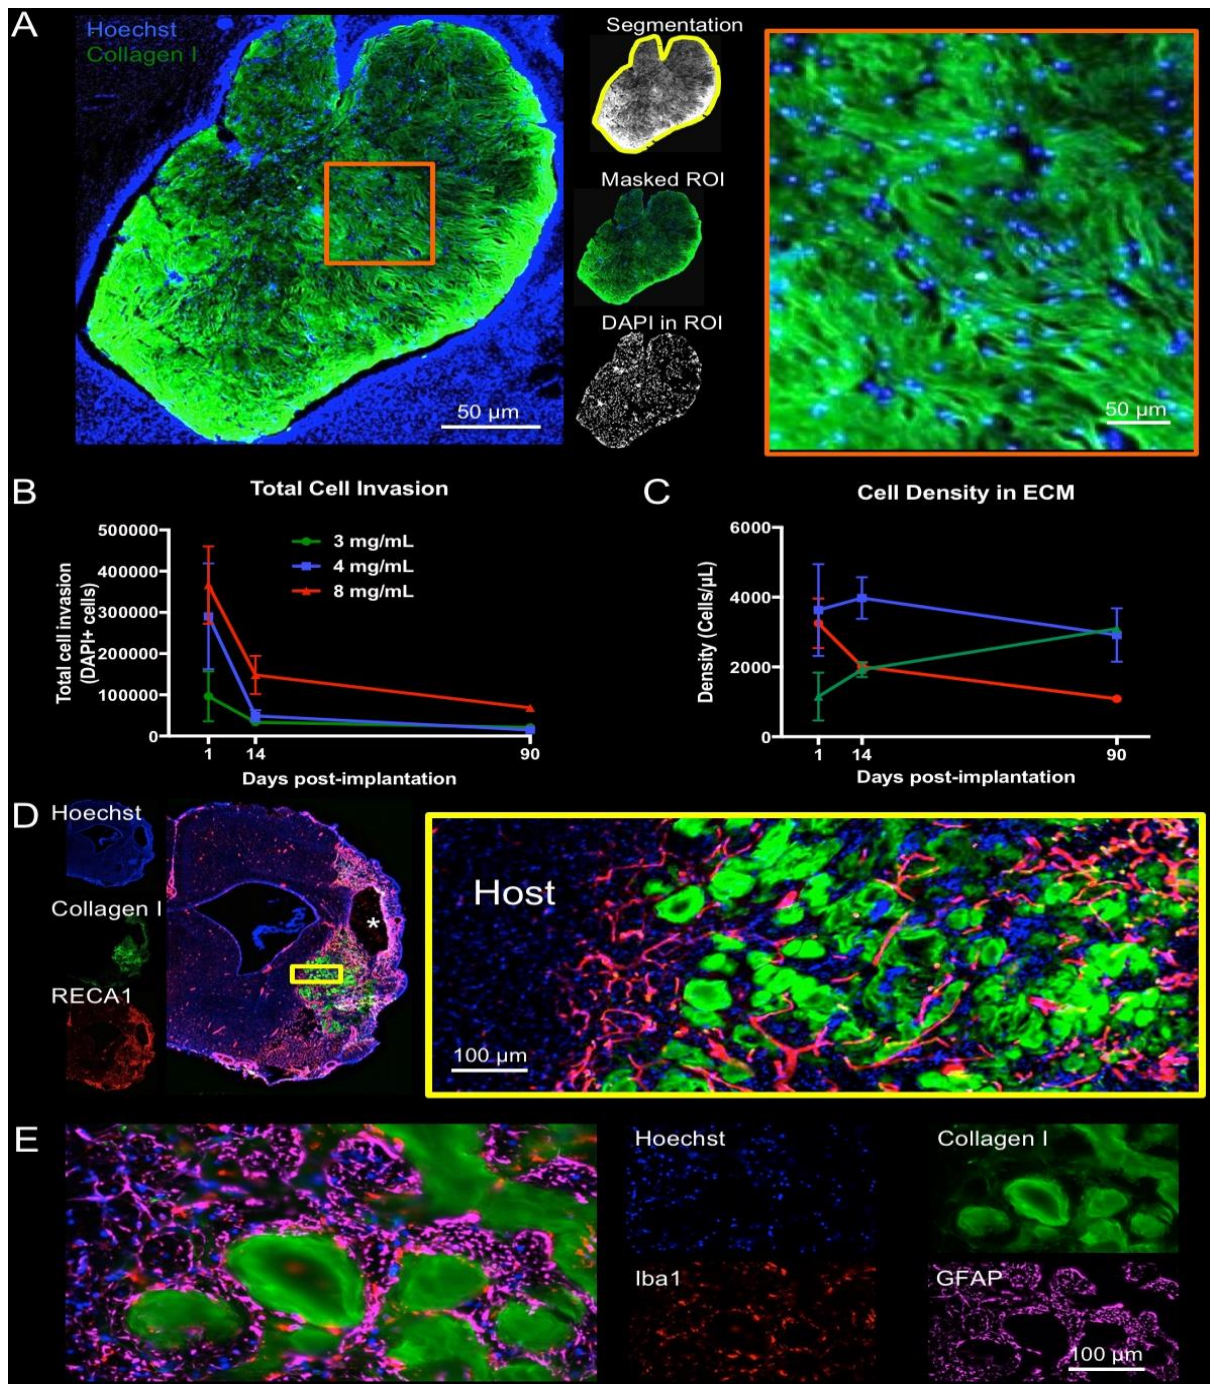 A
Hoechst
Collagen I
50 μm
Segmentation
Masked ROI
DAPI in ROI
50 μm
B
Total Cell Invasion
Total cell invasion
(DAPI+ cells)
500000
400000
300000
200000
100000
0
3 mg/mL
4 mg/mL
8 mg/mL
1 14 90
Days post-implantation
C
Cell Density in ECM
Density (Cells/μL)
6000
4000
2000
0
1 14 90
Days post-implantation
D
Hoechst
Collagen I
RECA1
*
Host
100 μm
E
Hoechst
Collagen I
Iba1
GFAP
100 μm